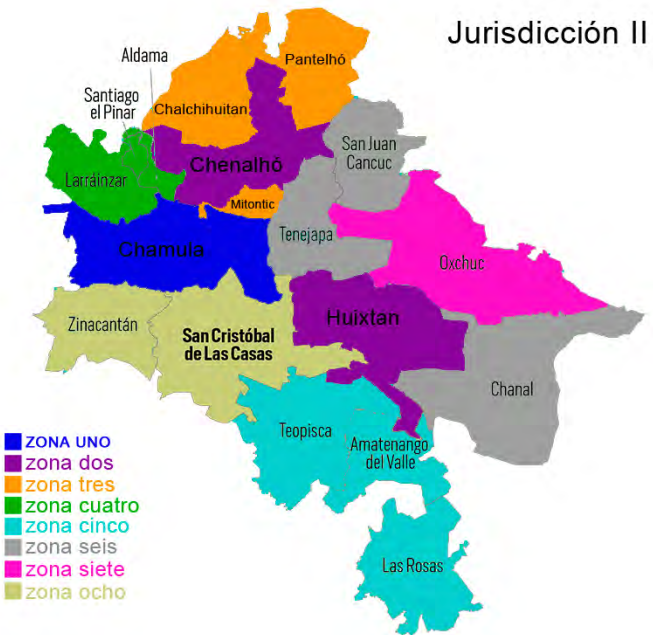 Jurisdicción II
Aldama
Pantelhó
Santiago
el Pinar
Chalchihuitan
San Juan
Cancuc
Chenalhó
Larráinzar
Mitontic
Tenejapa
Chamula
Oxchuc
Zinacantán
San Cristóbal
de Las Casas
Huixtan
Chanal
Teopisca
Amatenango
del Valle
Las Rosas
ZONA UNO
zona dos
zona tres
zona cuatro
zona cinco
zona seis
zona siete
zona ocho